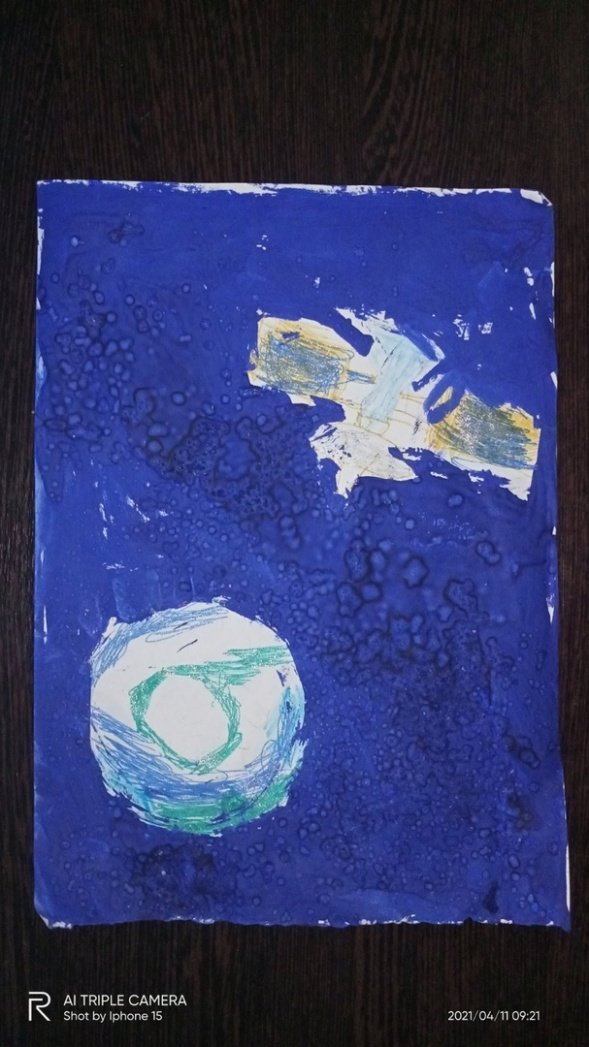 AI TRIPLE CAMERA
Shot by Iphone 15
2021/04/11 09:21